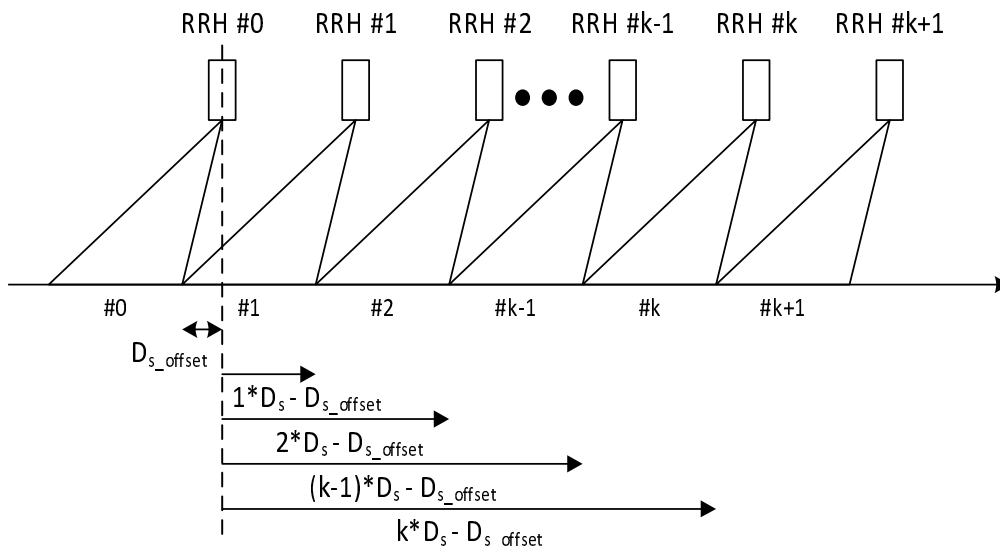 RRH #0 RRH #1 RRH #2 RRH #k-1 RRH #k RRH #k+1
#0 #1 #2 #k-1 #k #k+1
Ds_offset
1*Ds - Ds_offset
2*Ds - Ds_offset
(k-1)*Ds - Ds_offset
k*Ds - Ds_offset